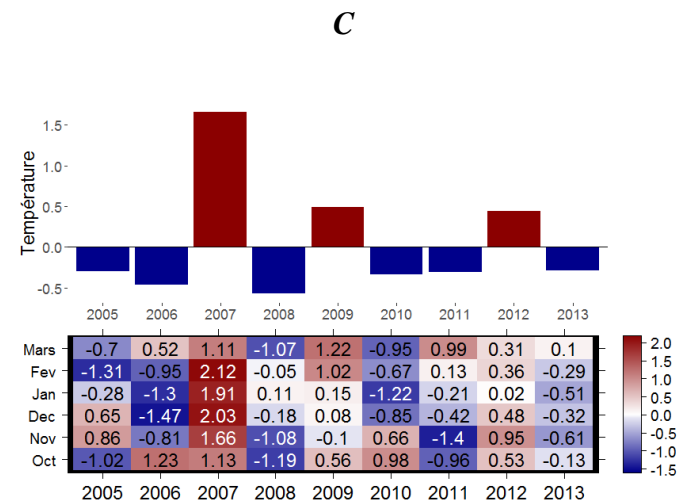 C
Température
1.5
1.0
0.5
0.0
-0.5
2005 2006 2007 2008 2009 2010 2011 2012 2013
Mars -0.7 0.52 1.11 -1.07 1.22 -0.95 0.99 0.31 0.1
Fev -1.31 -0.95 2.12 -0.05 1.02 -0.67 0.13 0.36 -0.29
Jan -0.28 -1.3 1.91 0.11 0.15 -1.22 -0.21 0.02 -0.51
Dec 0.65 -1.47 2.03 -0.18 0.08 -0.85 -0.42 0.48 -0.32
Nov 0.86 -0.81 1.66 -1.08 -0.1 0.66 -1.4 0.95 -0.61
Oct -1.02 1.23 1.13 -1.19 0.56 0.98 -0.96 0.53 -0.13
2005 2006 2007 2008 2009 2010 2011 2012 2013
2.0
1.5
1.0
0.5
0.0
-0.5
-1.0
-1.5